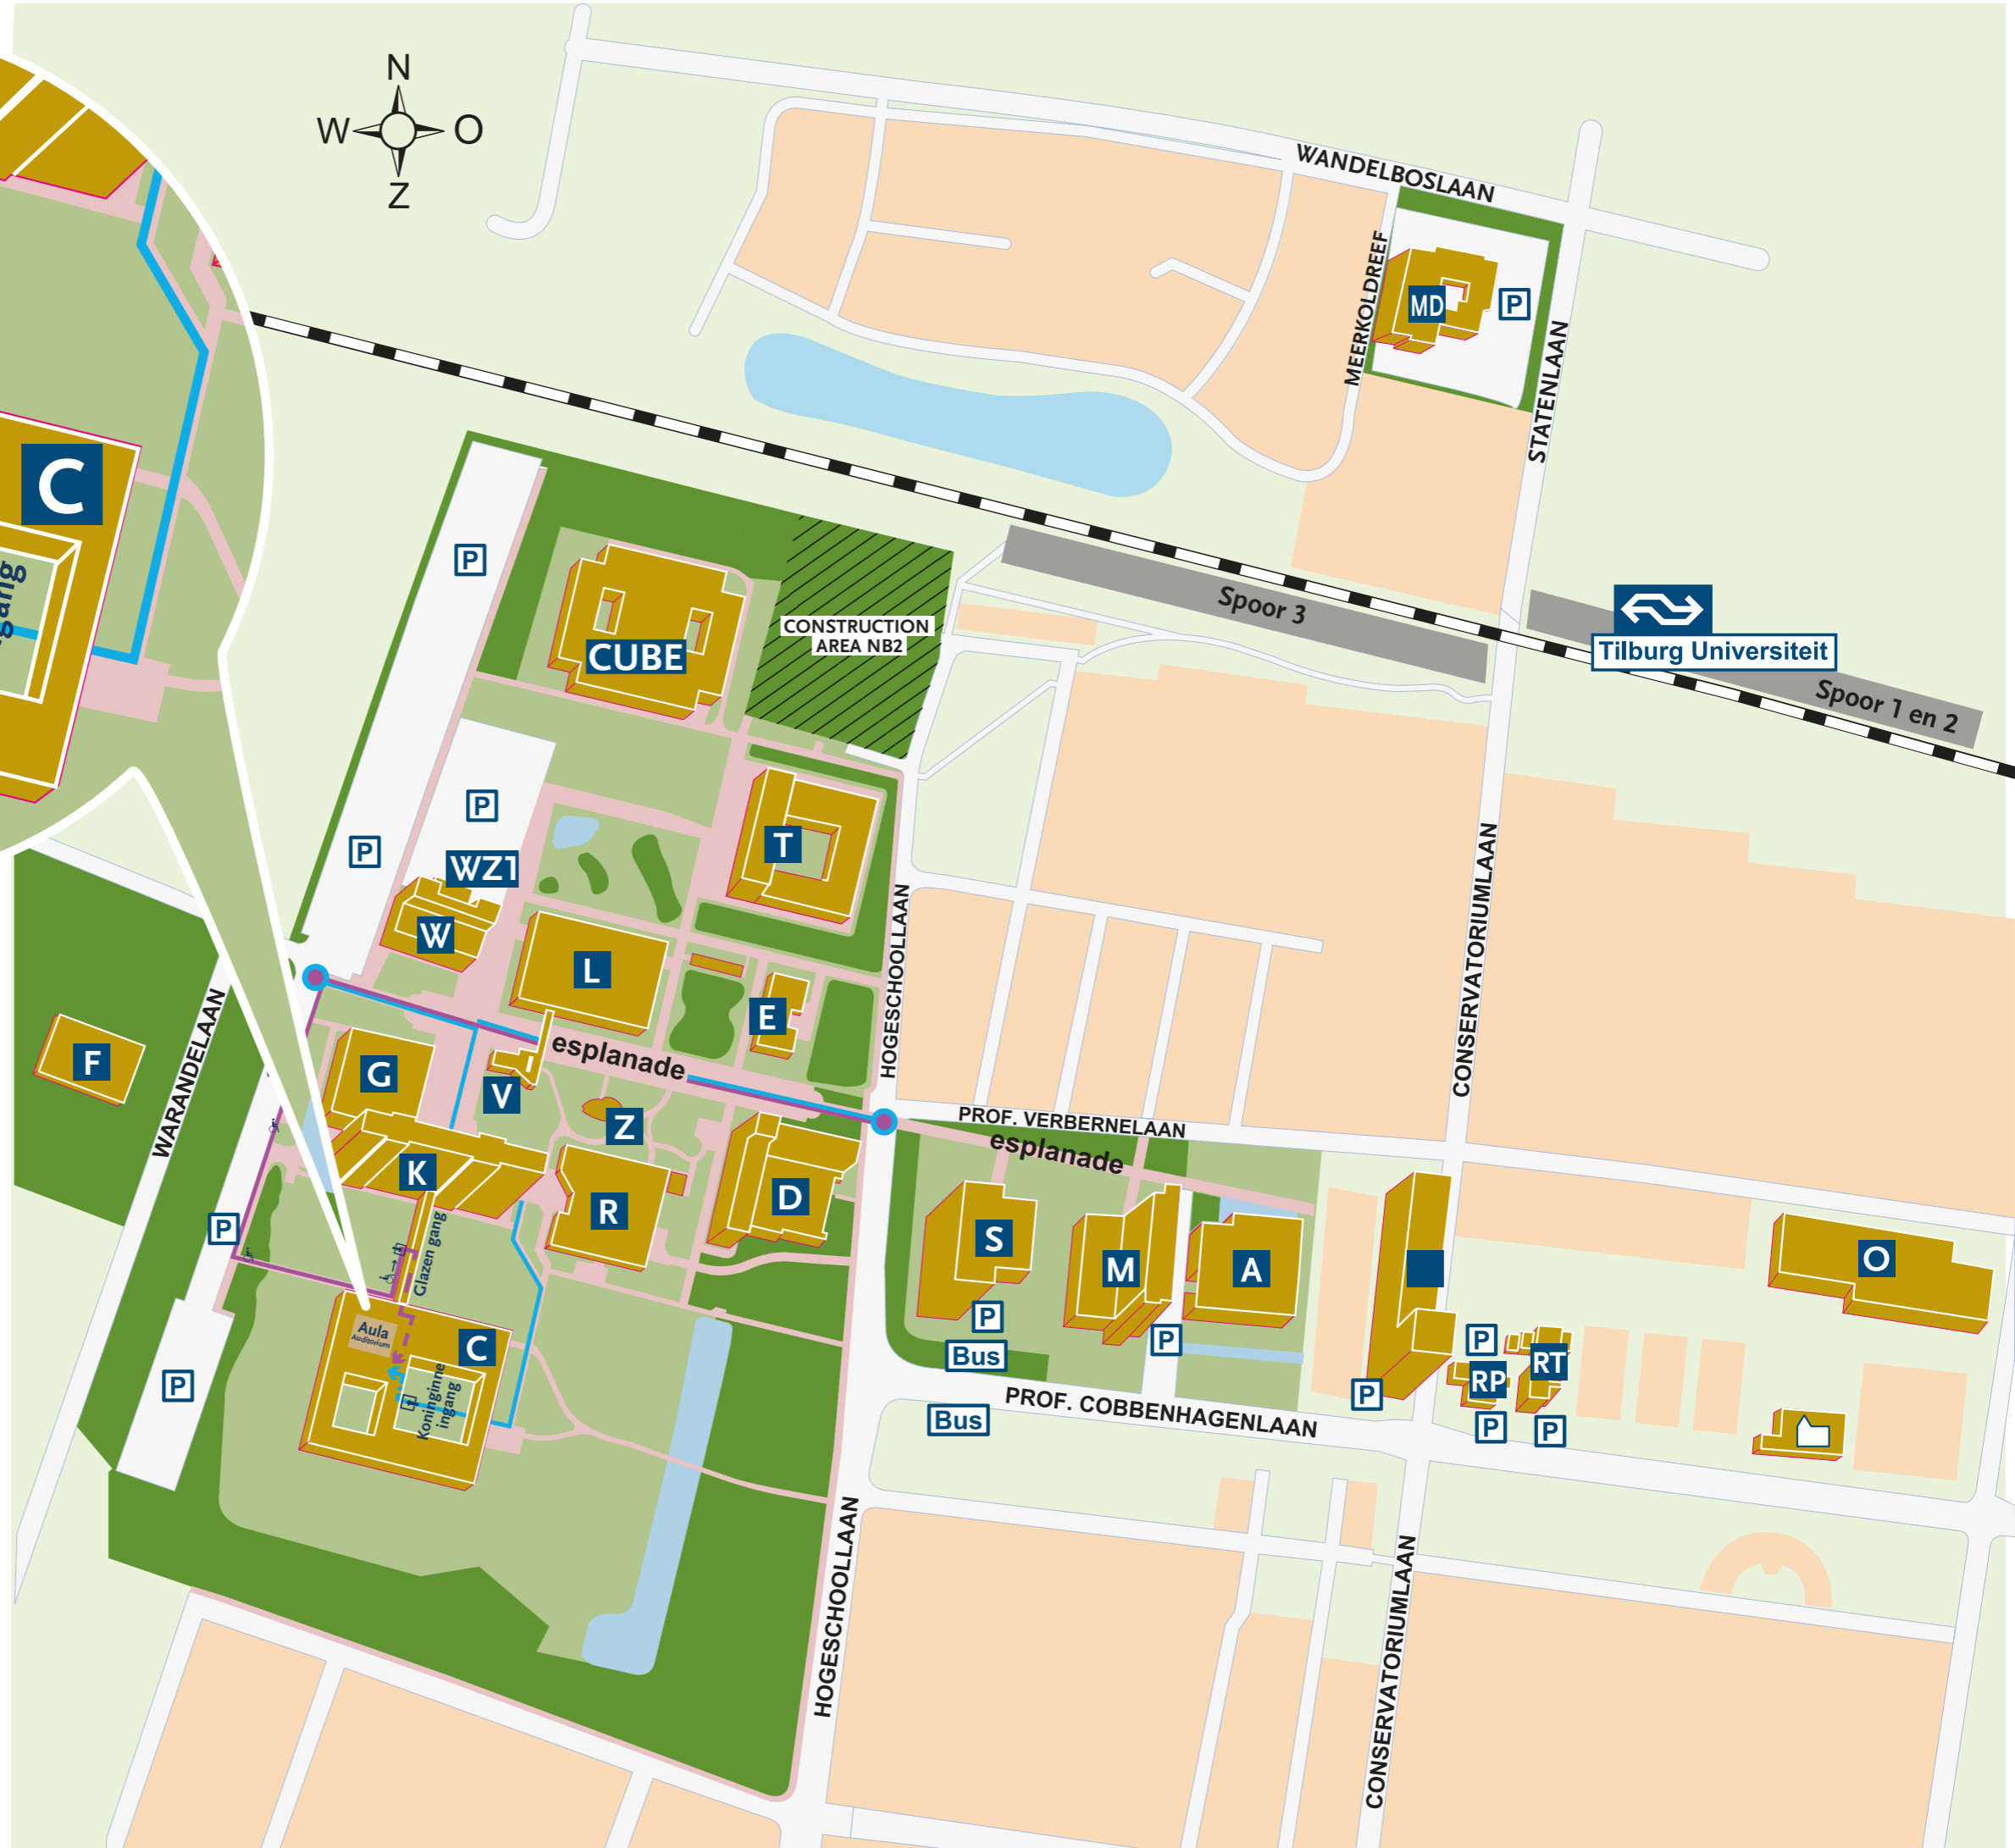 N
W
O
Z
WANDELBOSLAAN
MEERKOLDREEF
MD
P
STATENLAAN
C
gang
P
CUBE
CONSTRUCTION
AREA NB2
Spoor 3
Tilburg Universiteit
Spoor 1 en 2
P
P
WZ1
T
W
L
HOGESCHOOLLAAN
CONSERVATORIUMLAAN
E
WARANDELAAN
F
G
esplanade
V
Z
PROF. VERBERNELAAN
esplanade
K
R
D
P
Glazen gang
S
M
A
O
P
Bus
P
P
RT
RP
P
Aula
Auditorium
C
Koninginne
ingang
P
Bus
PROF. COBBENHAGENLAAN
P
P
HOGESCHOOLLAAN
CONSERVATORIUMLAAN